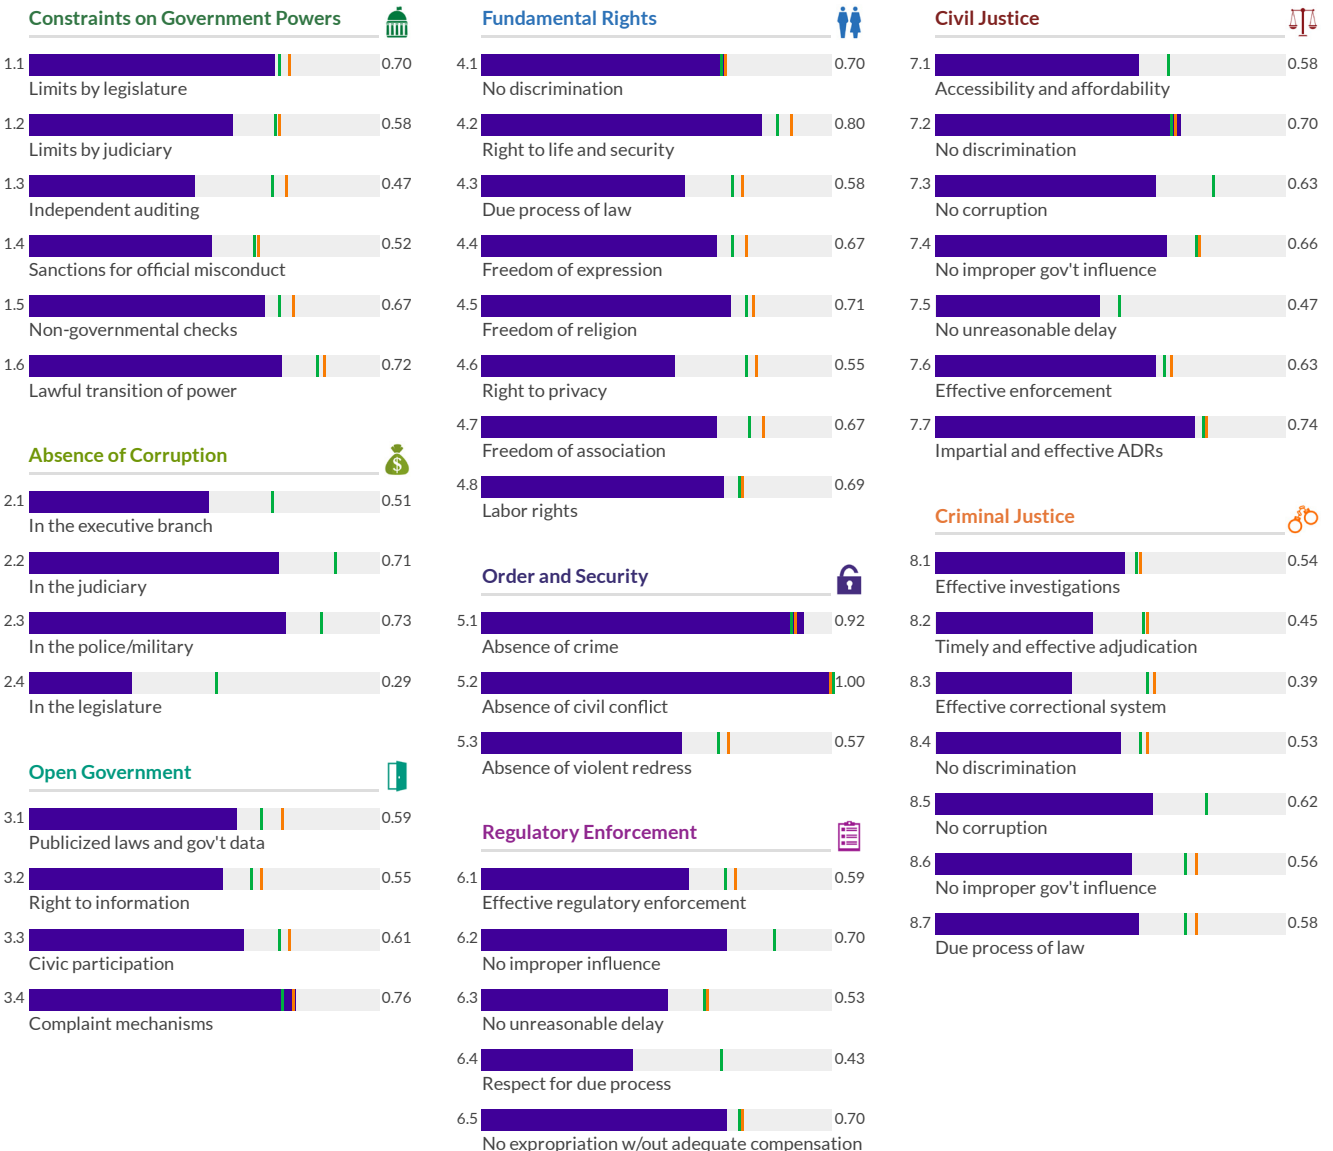 Constraints on Government Powers
1.1 0.70
Limits by legislature
1.2 0.58
Limits by judiciary
1.3 0.47
Independent auditing
1.4 0.52
Sanctions for official misconduct
1.5 0.67
Non-governmental checks
1.6 0.72
Lawful transition of power
Absence of Corruption
$
2.1 0.51
In the executive branch
2.2 0.71
In the judiciary
2.3 0.73
In the police/military
2.4 0.29
In the legislature
Open Government
3.1 0.59
Publicized laws and gov't data
3.2 0.55
Right to information
3.3 0.61
Civic participation
3.4 0.76
Complaint mechanisms
Fundamental Rights
4.1 0.70
No discrimination
4.2 0.80
Right to life and security
4.3 0.58
Due process of law
4.4 0.67
Freedom of expression
4.5 0.71
Freedom of religion
4.6 0.55
Right to privacy
4.7 0.67
Freedom of association
4.8 0.69
Labor rights
Order and Security
5.1 0.92
Absence of crime
5.2 1.00
Absence of civil conflict
5.3 0.57
Absence of violent redress
Regulatory Enforcement
6.1 0.59
Effective regulatory enforcement
6.2 0.70
No improper influence
6.3 0.53
No unreasonable delay
6.4 0.43
Respect for due process
6.5 0.70
No expropriation w/out adequate compensation
Civil Justice
7.1 0.58
Accessibility and affordability
7.2 0.70
No discrimination
7.3 0.63
No corruption
7.4 0.66
No improper gov't influence
7.5 0.47
No unreasonable delay
7.6 0.63
Effective enforcement
7.7 0.74
Impartial and effective ADRs
Criminal Justice
8.1 0.54
Effective investigations
8.2 0.45
Timely and effective adjudication
8.3 0.39
Effective correctional system
8.4 0.53
No discrimination
8.5 0.62
No corruption
8.6 0.56
No improper gov't influence
8.7 0.58
Due process of law